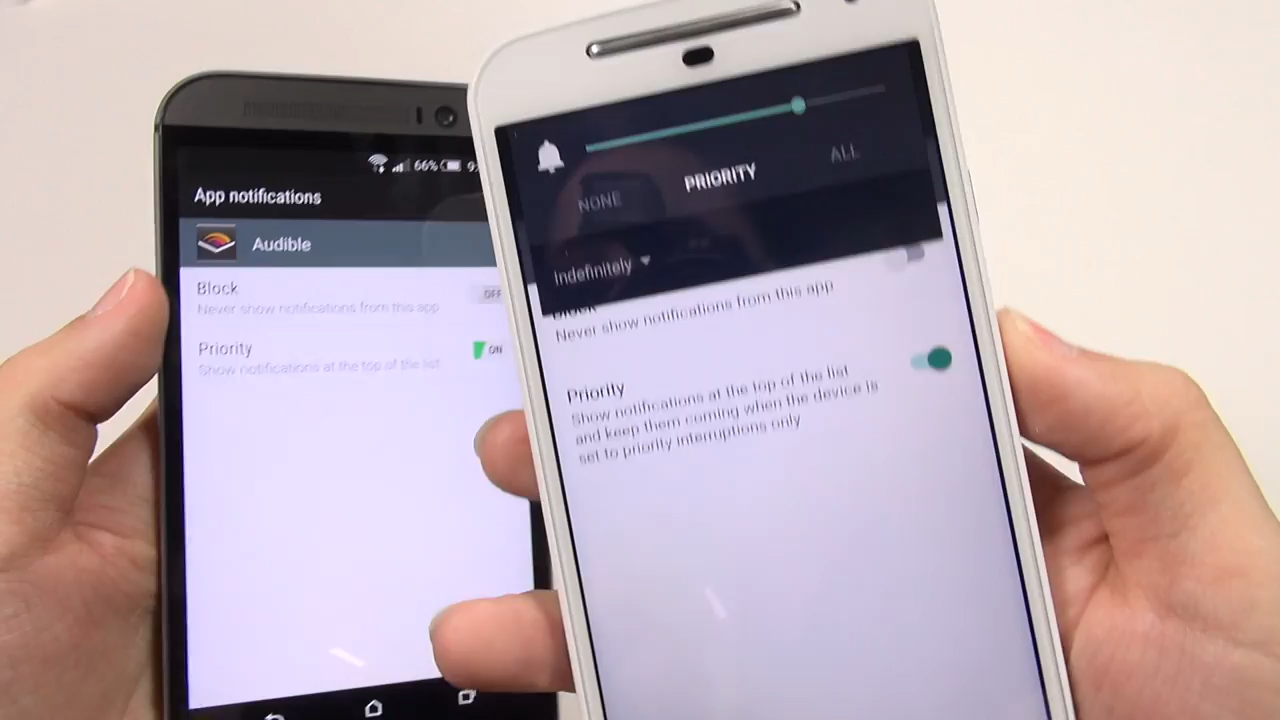 66%
App notifications
Audible
Block
OFF
Never show notifications from this app
Priority
ON
Show notifications at the top of the list
NONE
PRIORITY
ALL
indefinitely
Never show notifications from this app
Priority
Show notifications at the top of the list
and keep them coming when the device is
set to priority interruptions only